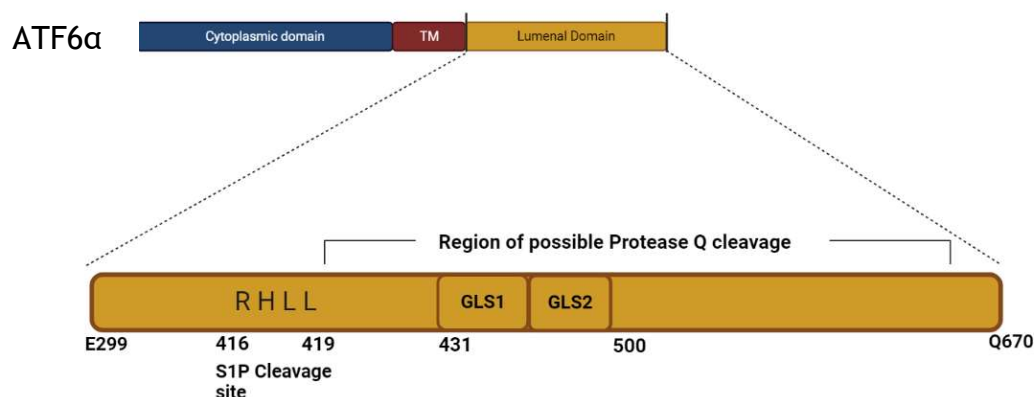 ATF6α
Cytoplasmic domain TM Lumenal Domain
Region of possible Protease Q cleavage
R H L L GLS1 GLS2
E299 416 419 431 500 Q670
S1P Cleavage
site